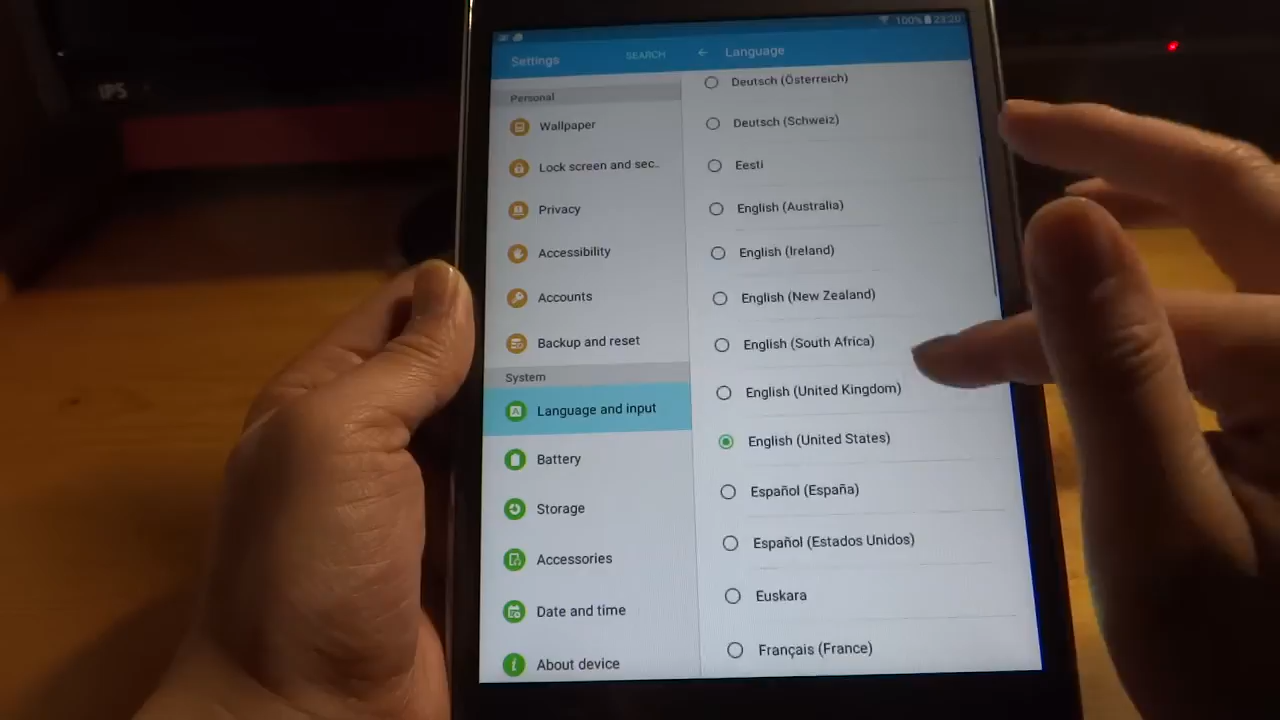 IPS
100% 23:20
Settings
SEARCH
Language
Personal
Wallpaper
Lock screen and sec..
Privacy
Accessibility
Accounts
Backup and reset
System
Language and input
Battery
Storage
Accessories
Date and time
About device
Deutsch (Österreich)
Deutsch (Schweiz)
Eesti
English (Australia)
English (Ireland)
English (New Zealand)
English (South Africa)
English (United Kingdom)
English (United States)
Español (España)
Español (Estados Unidos)
Euskara
Français (France)